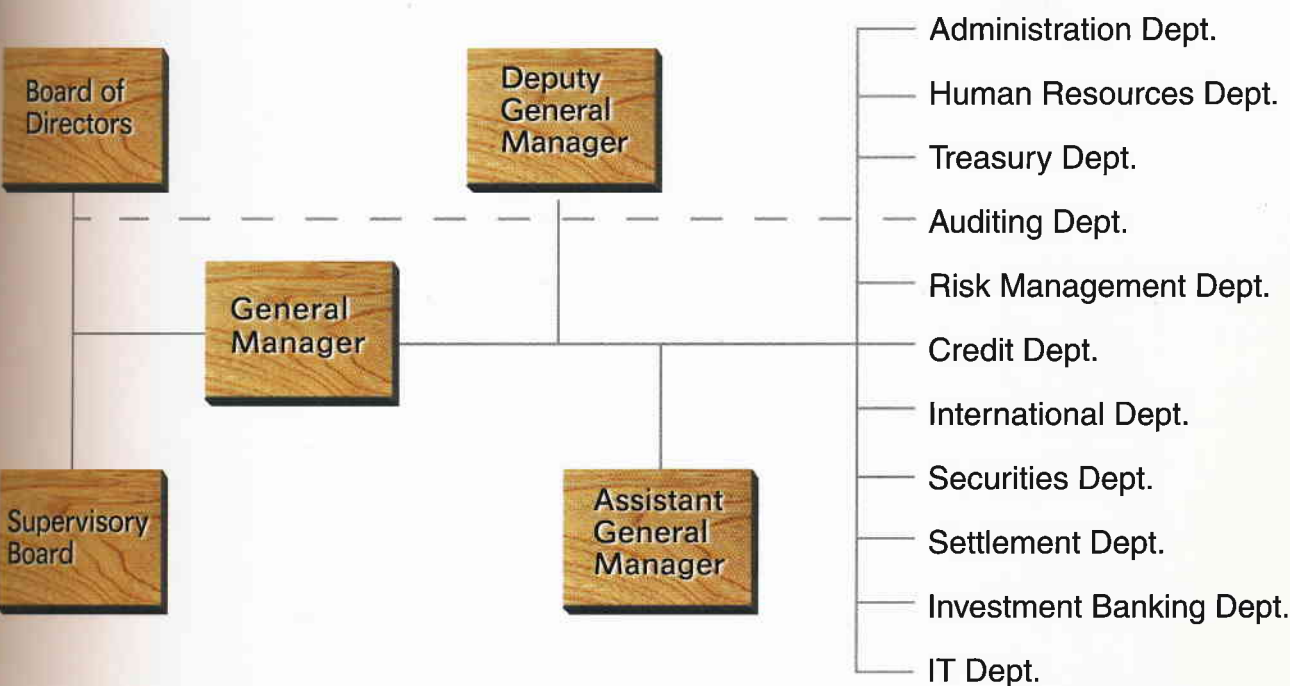 Board of
Directors
Deputy
General
Manager
General
Manager
Supervisory
Board
Assistant
General
Manager
Administration Dept.
Human Resources Dept.
Treasury Dept.
Auditing Dept.
Risk Management Dept.
Credit Dept.
International Dept.
Securities Dept.
Settlement Dept.
Investment Banking Dept.
IT Dept.